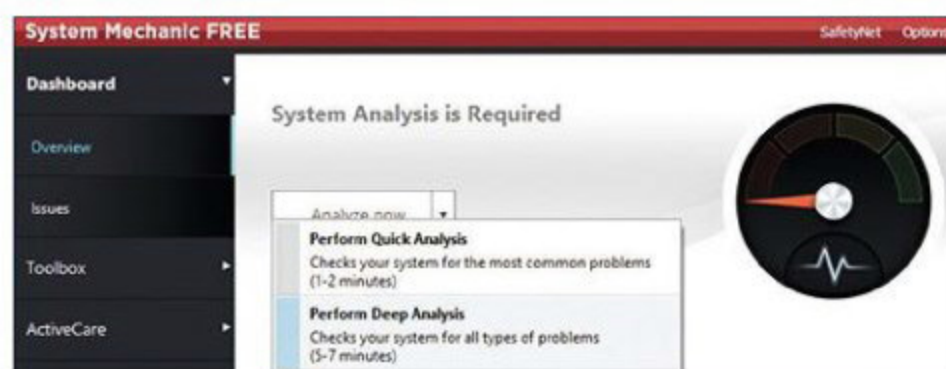 System Mechanic FREE
SafetyNet Options
Dashboard
System Analysis is Required
Overview
Issues
Analyze now
Perform Quick Analysis
Checks your system for the most common problems
(1-2 minutes)
Toolbox
Perform Deep Analysis
Checks your system for all types of problems
(5-7 minutes)
ActiveCare